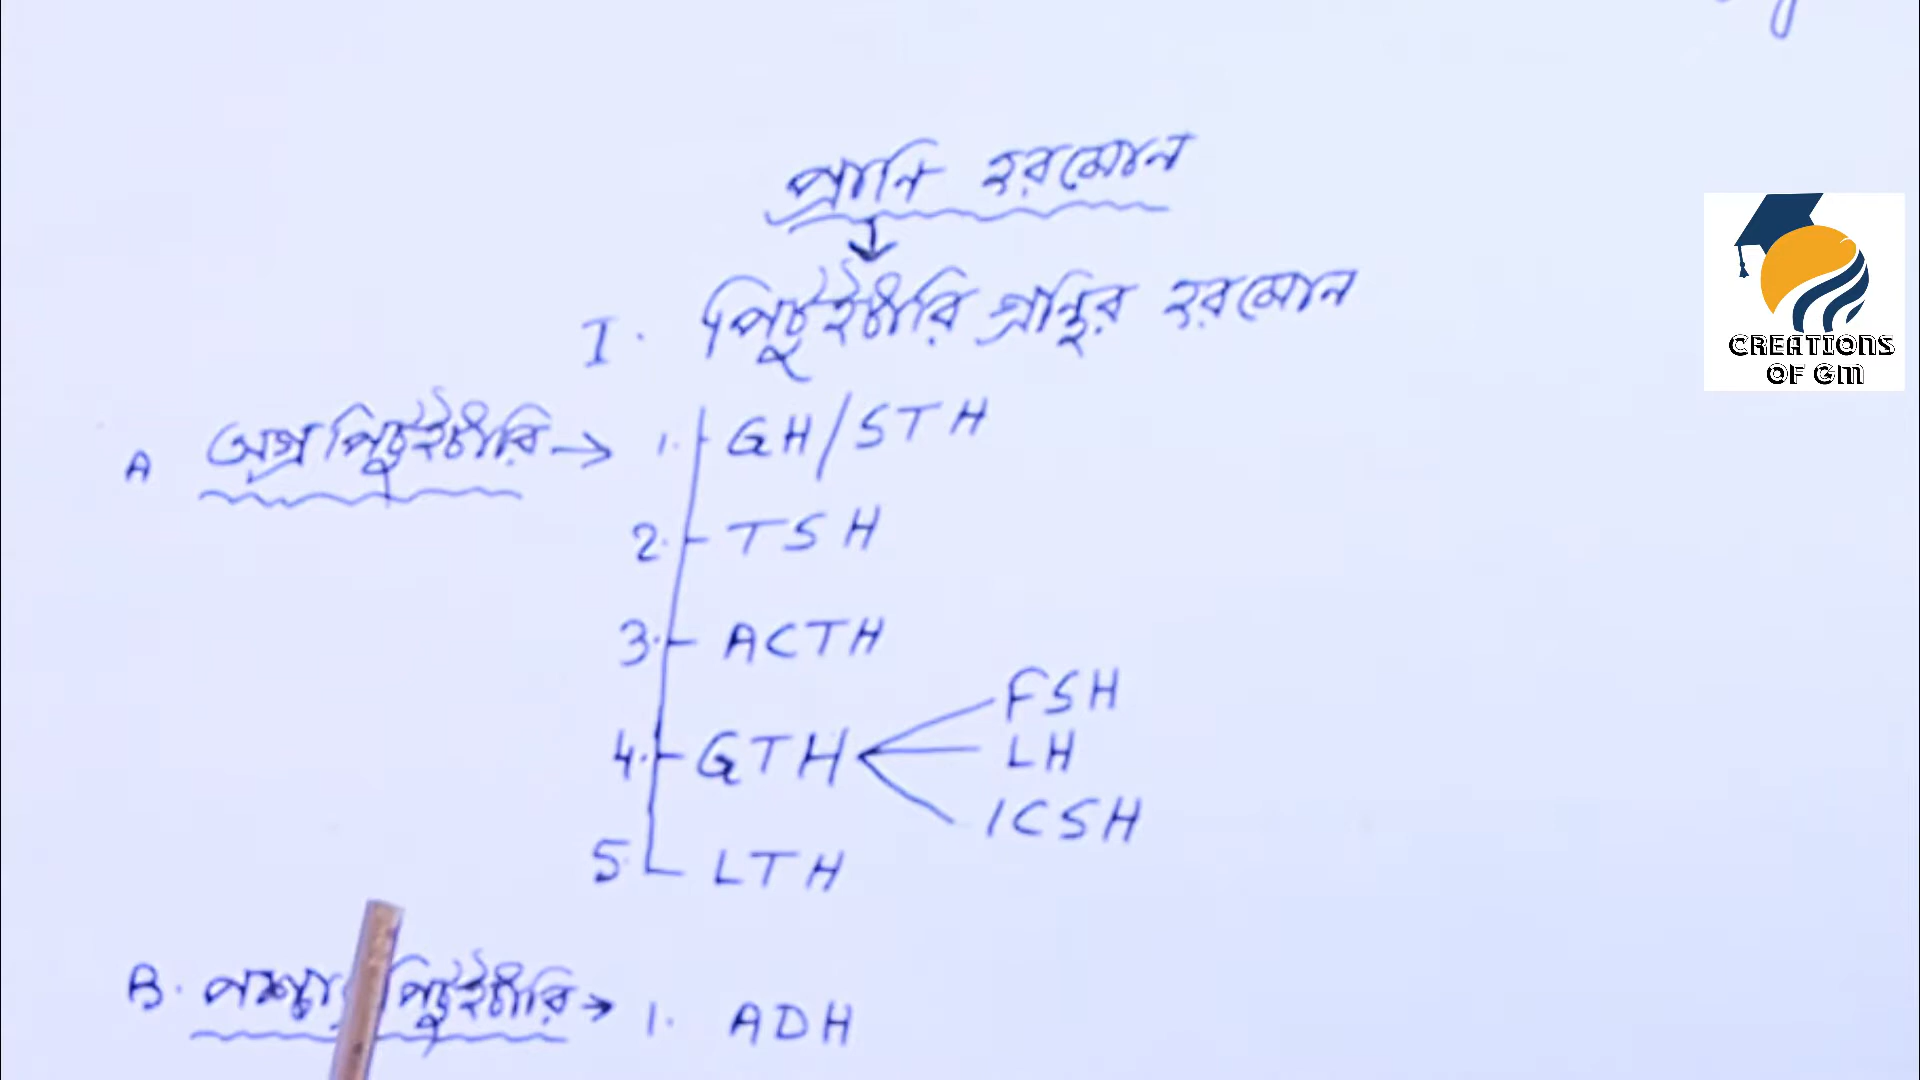 প্রানি হরমোন
I. পিটুইটারি গ্রন্থির হরমোন
A অগ্র পিটুইটারি → 1. GH/STH
2. TSH
3. ACTH
4. GTH
FSH
LH
ICSH
5. LTH
B. পিটুইটারি → 1. ADH
CREATIONS
OF GM